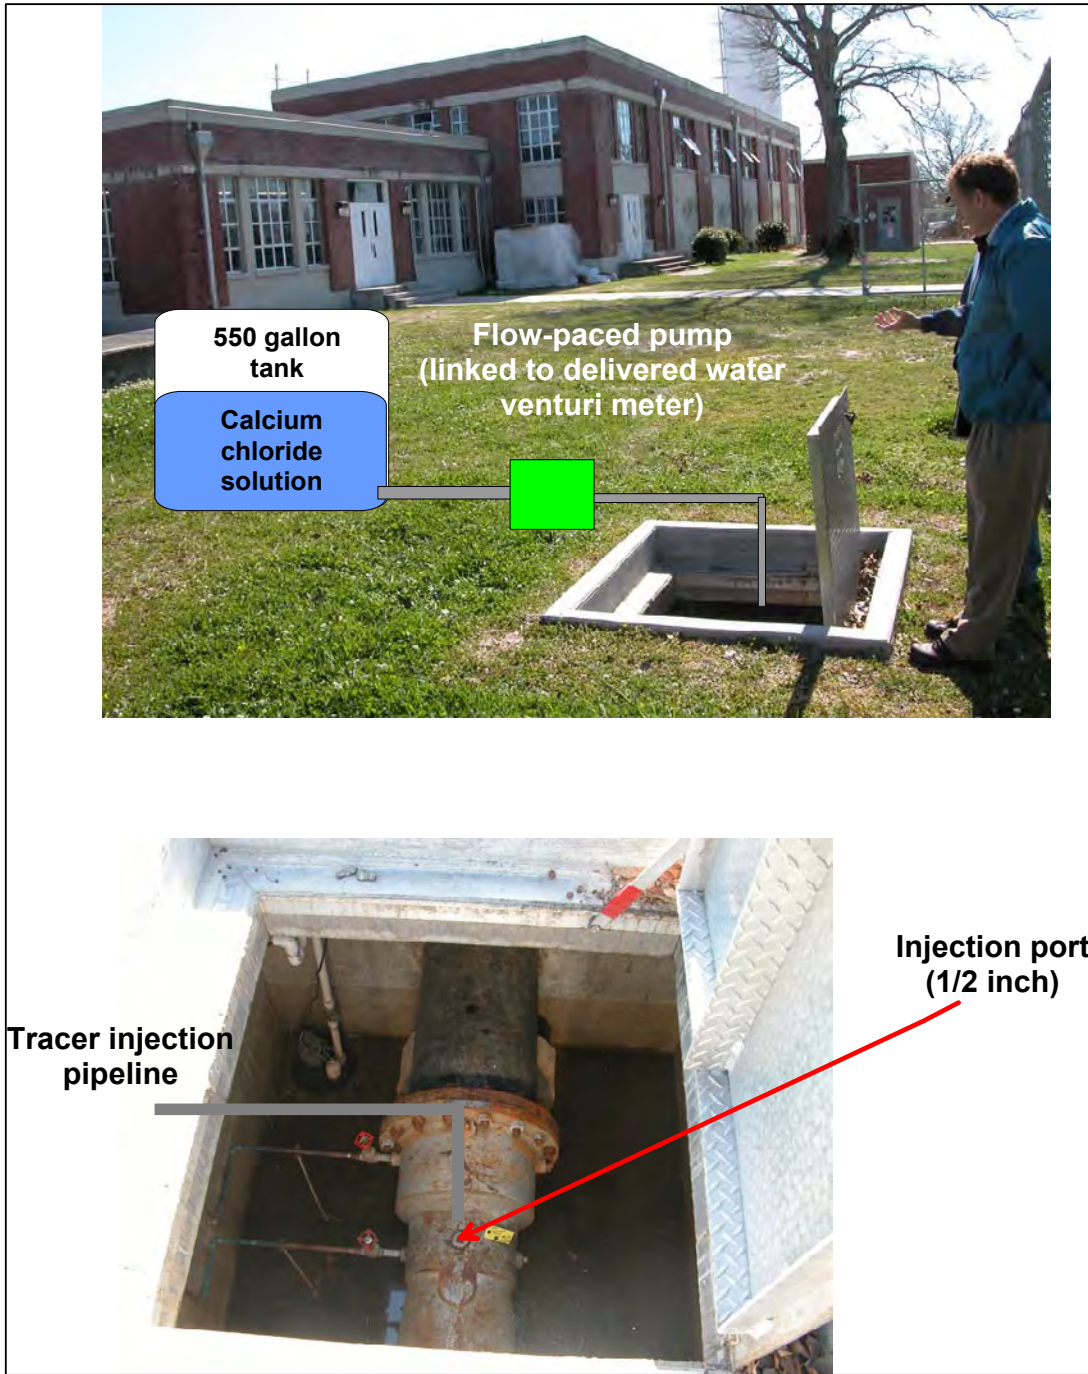 550 gallon
tank
Calcium
chloride
solution
Flow-paced pump
(linked to delivered water
venturi meter)
Injection port
(1/2 inch)
Tracer injection
pipeline